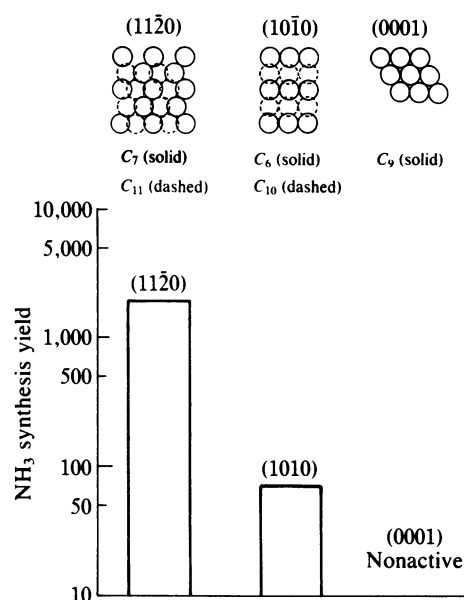 (112̄0) (101̄0) (0001)
C₇ (solid) C₆ (solid) C₉ (solid)
C₁₁ (dashed) C₁₀ (dashed)
10,000
5,000
(112̄0)
1,000
500
NH₃ synthesis yield
100
(1010)
50
(0001)
Nonactive
10